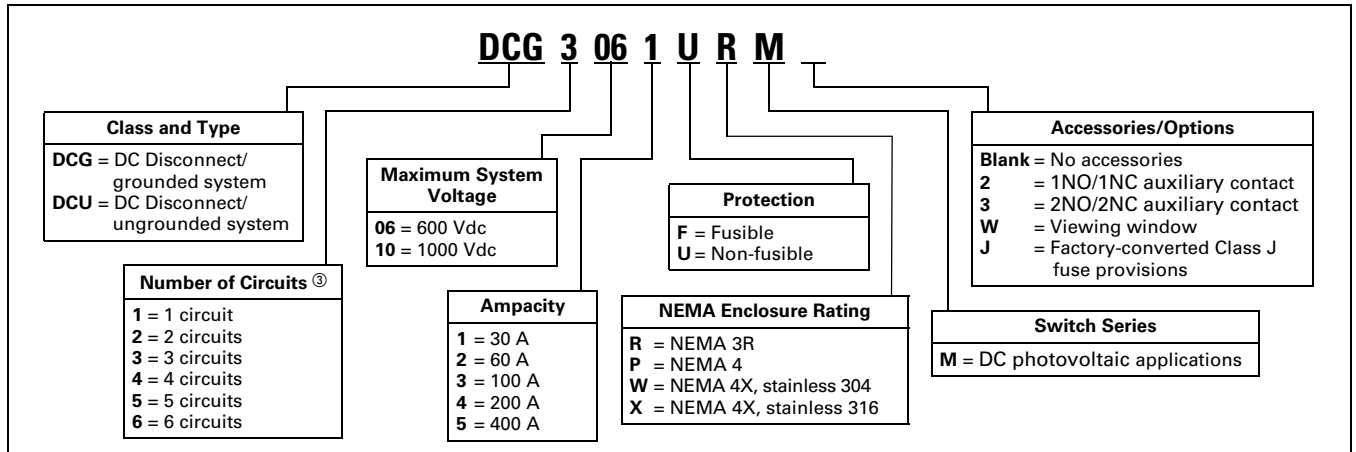 DCG 3 06 1 U R M
Class and Type
DCG = DC Disconnect/
grounded system
DCU = DC Disconnect/
ungrounded system
Number of Circuits ③
1 = 1 circuit
2 = 2 circuits
3 = 3 circuits
4 = 4 circuits
5 = 5 circuits
6 = 6 circuits
Maximum System
Voltage
06 = 600 Vdc
10 = 1000 Vdc
Ampacity
1 = 30 A
2 = 60 A
3 = 100 A
4 = 200 A
5 = 400 A
Protection
F = Fusible
U = Non-fusible
NEMA Enclosure Rating
R = NEMA 3R
P = NEMA 4
W = NEMA 4X, stainless 304
X = NEMA 4X, stainless 316
Switch Series
M = DC photovoltaic applications
Accessories/Options
Blank = No accessories
2 = 1NO/1NC auxiliary contact
3 = 2NO/2NC auxiliary contact
W = Viewing window
J = Factory-converted Class J
fuse provisions